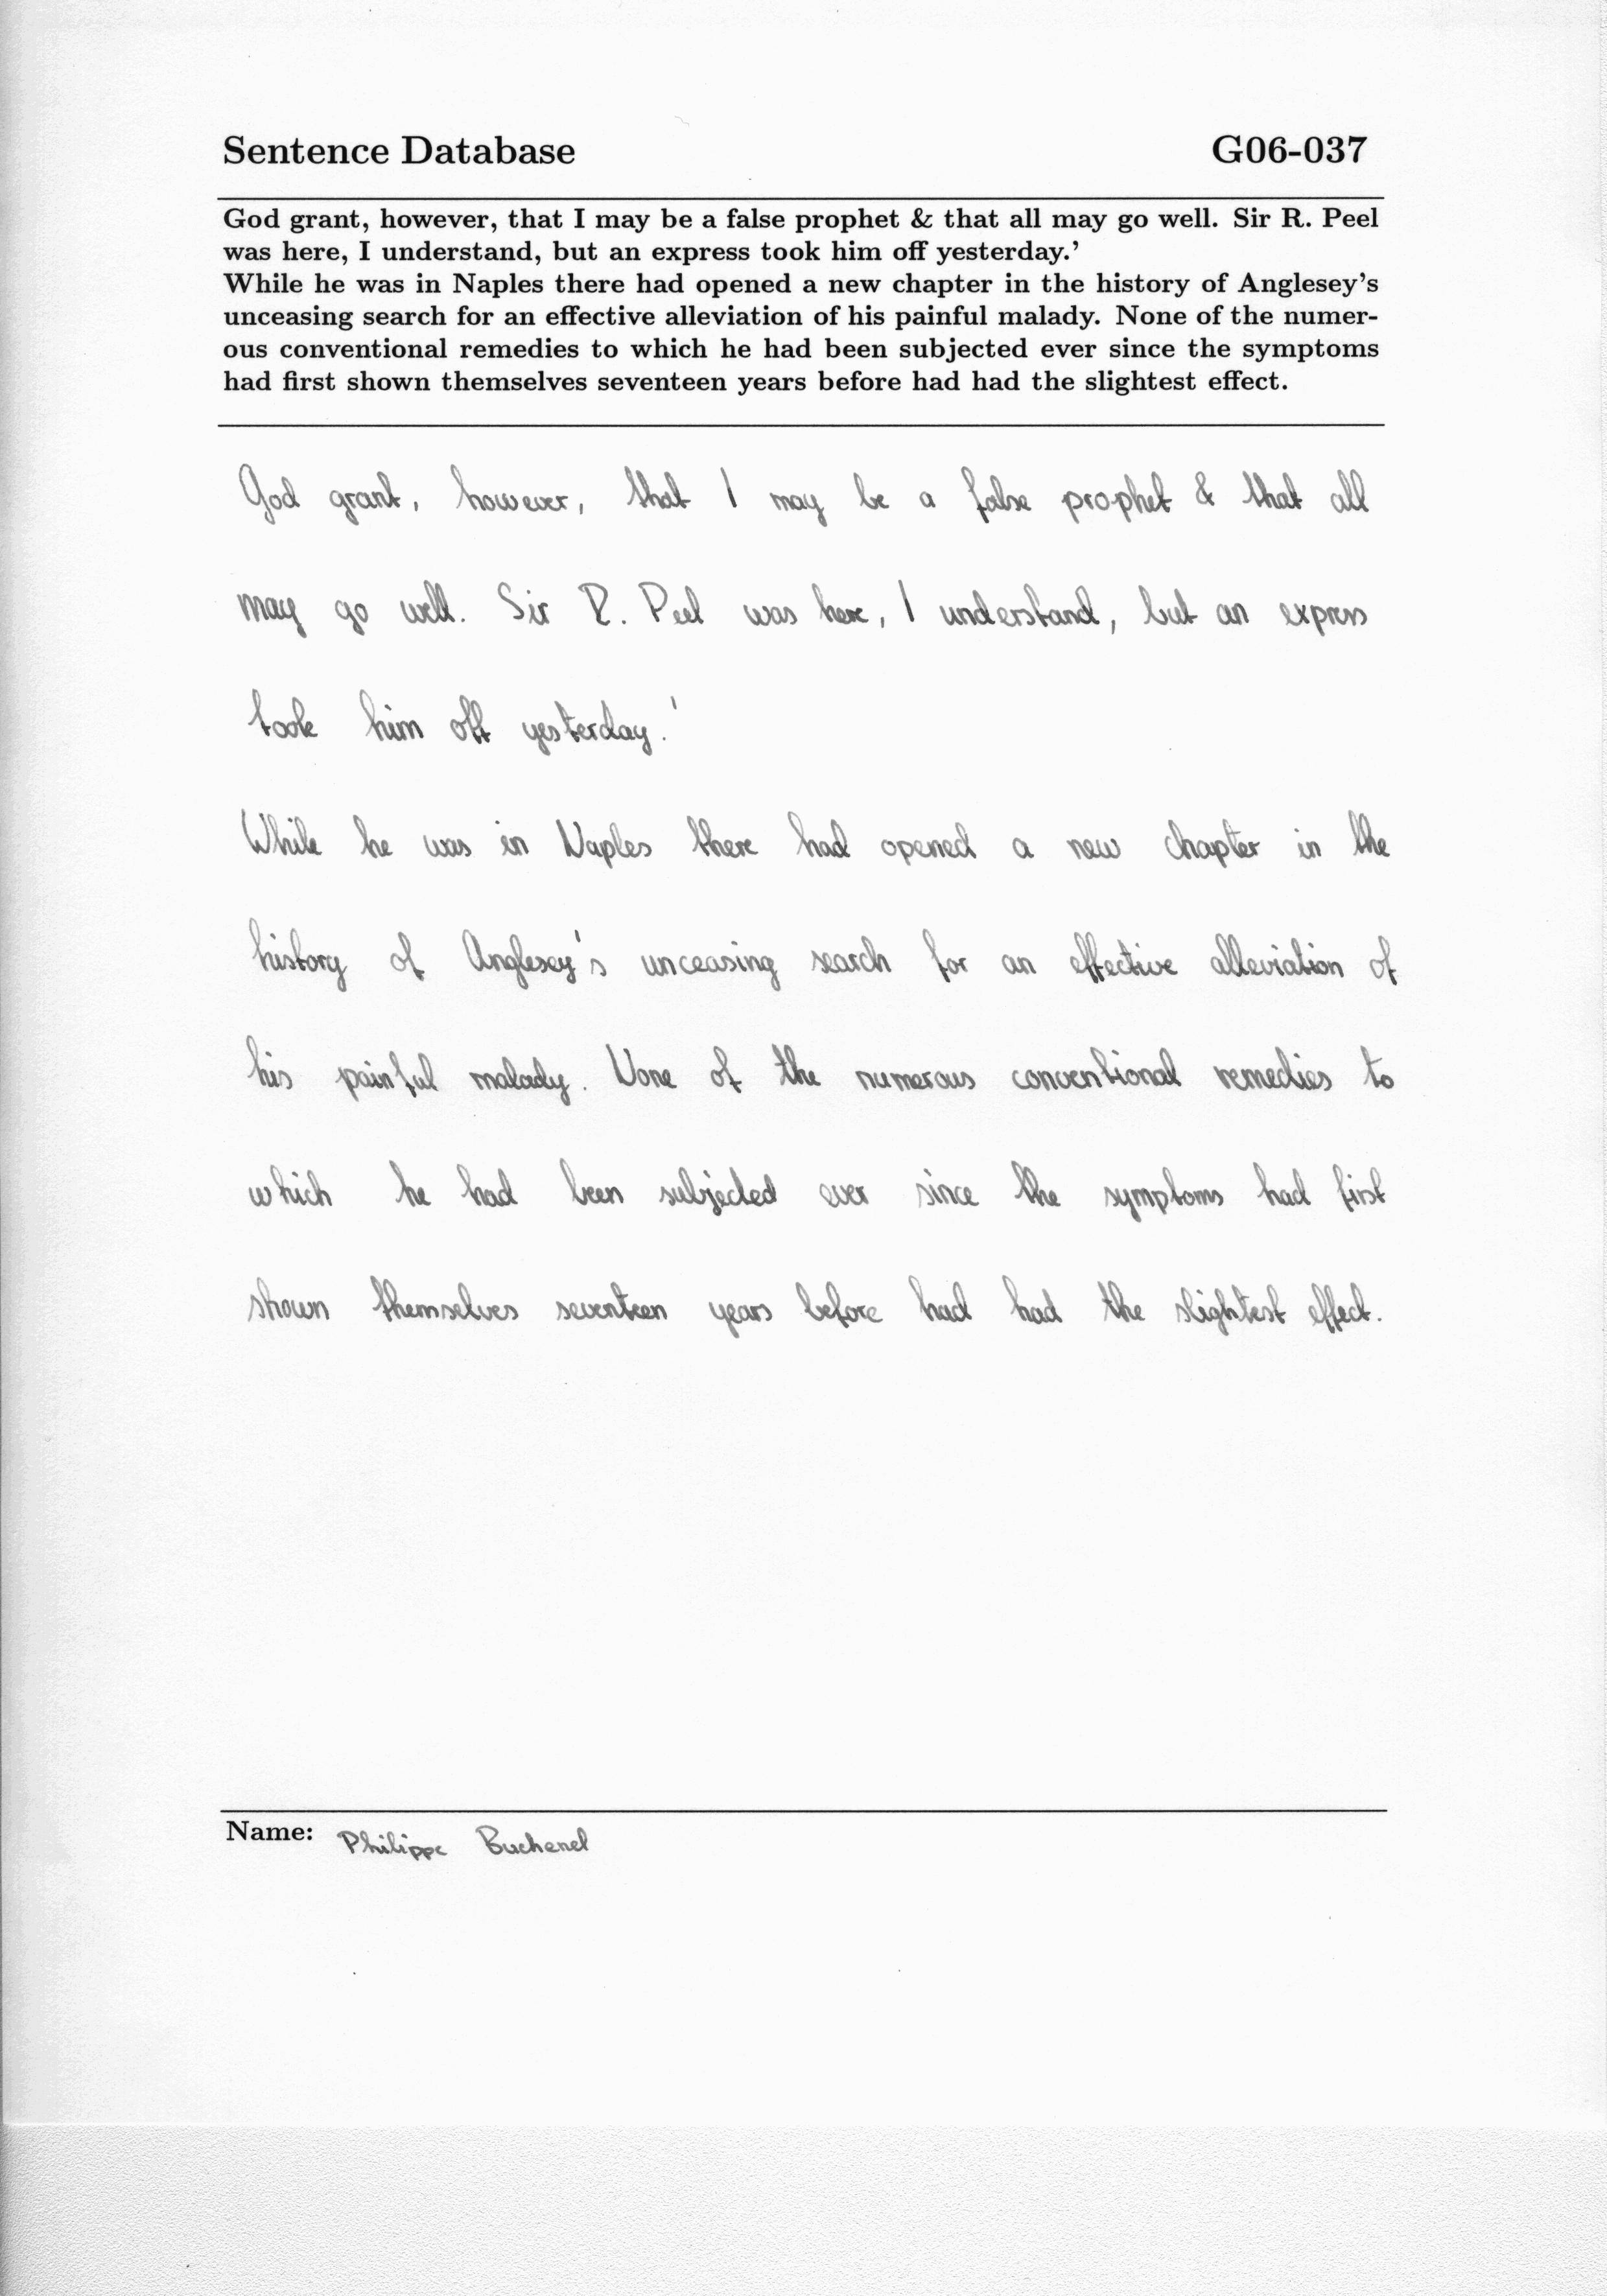 Sentence Database G06-037
God grant, however, that I may be a false prophet & that all may go well. Sir R. Peel
was here, I understand, but an express took him off yesterday.’
While he was in Naples there had opened a new chapter in the history of Anglesey’s
unceasing search for an effective alleviation of his painful malady. None of the numer-
ous conventional remedies to which he had been subjected ever since the symptoms
had first shown themselves seventeen years before had had the slightest effect.
God grant, however, that I may be a false prophet & that all
may go well. Sir R. Peel was here, I understand, but an express
took him off yesterday.'
While he was in Naples there had opened a new chapter in the
history of Anglesey's unceasing search for an effective alleviation of
his painful malady. None of the numerous conventional remedies to
which he had been subjected ever since the symptoms had first
shown themselves seventeen years before had had the slightest effect.
Name: Philippe Buchenel